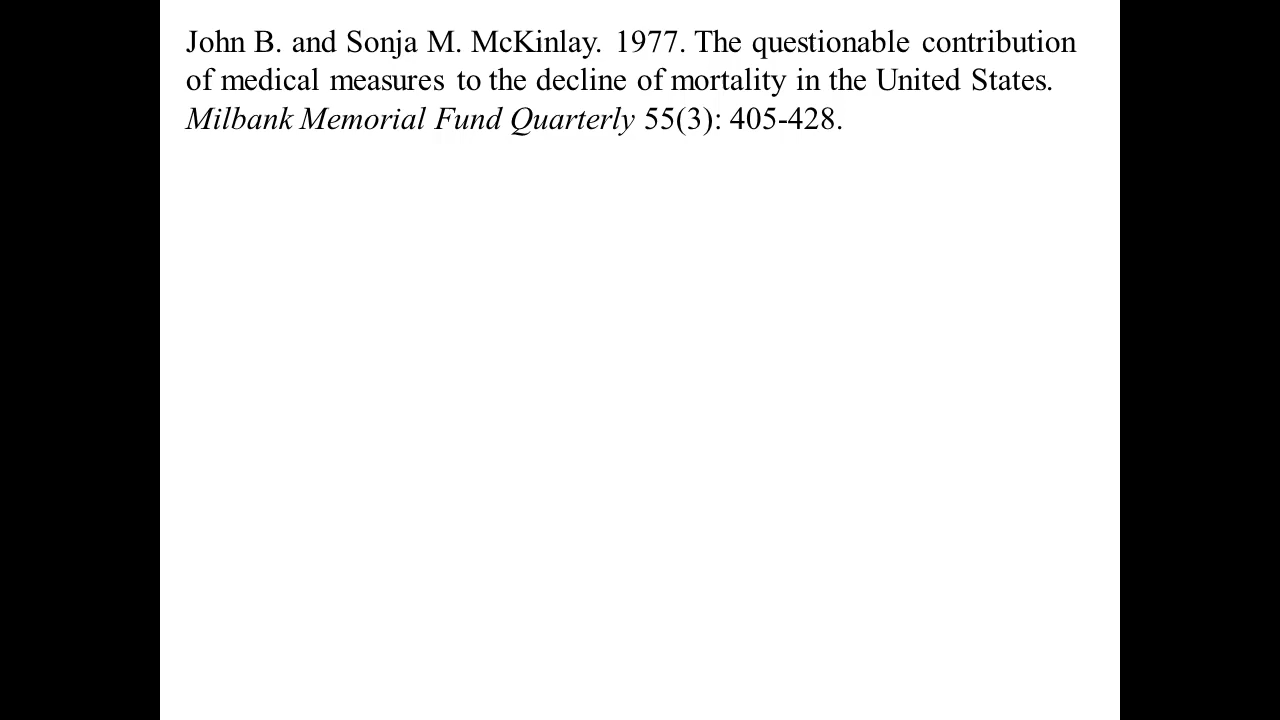 John B. and Sonja M. McKinlay. 1977. The questionable contribution
of medical measures to the decline of mortality in the United States.
Milbank Memorial Fund Quarterly 55(3): 405-428.